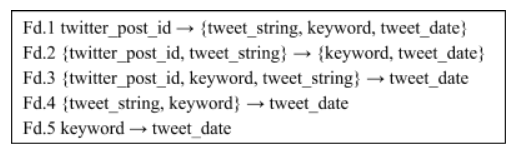 Fd.1 twitter_post_id → {tweet_string, keyword, tweet_date}
Fd.2 {twitter_post_id, tweet_string} → {keyword, tweet_date}
Fd.3 {twitter_post_id, keyword, tweet_string} → tweet_date
Fd.4 {tweet_string, keyword} → tweet_date
Fd.5 keyword → tweet_date